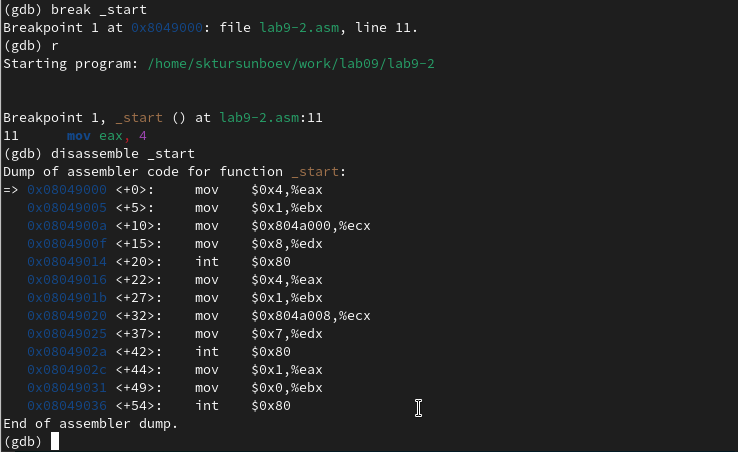 (gdb) break _start
Breakpoint 1 at 0x8049000: file lab9-2.asm, line 11.
(gdb) r
Starting program: /home/sktursunboev/work/lab09/lab9-2
Breakpoint 1, _start () at lab9-2.asm:11
11      mov eax, 4
(gdb) disassemble _start
Dump of assembler code for function _start:
=> 0x08049000 <+0>:     mov    $0x4,%eax
   0x08049005 <+5>:     mov    $0x1,%ebx
   0x0804900a <+10>:    mov    $0x804a000,%ecx
   0x0804900f <+15>:    mov    $0x8,%edx
   0x08049014 <+20>:    int    $0x80
   0x08049016 <+22>:    mov    $0x4,%eax
   0x0804901b <+27>:    mov    $0x1,%ebx
   0x08049020 <+32>:    mov    $0x804a008,%ecx
   0x08049025 <+37>:    mov    $0x7,%edx
   0x0804902a <+42>:    int    $0x80
   0x0804902c <+44>:    mov    $0x1,%eax
   0x08049031 <+49>:    mov    $0x0,%ebx
   0x08049036 <+54>:    int    $0x80
End of assembler dump.
(gdb)